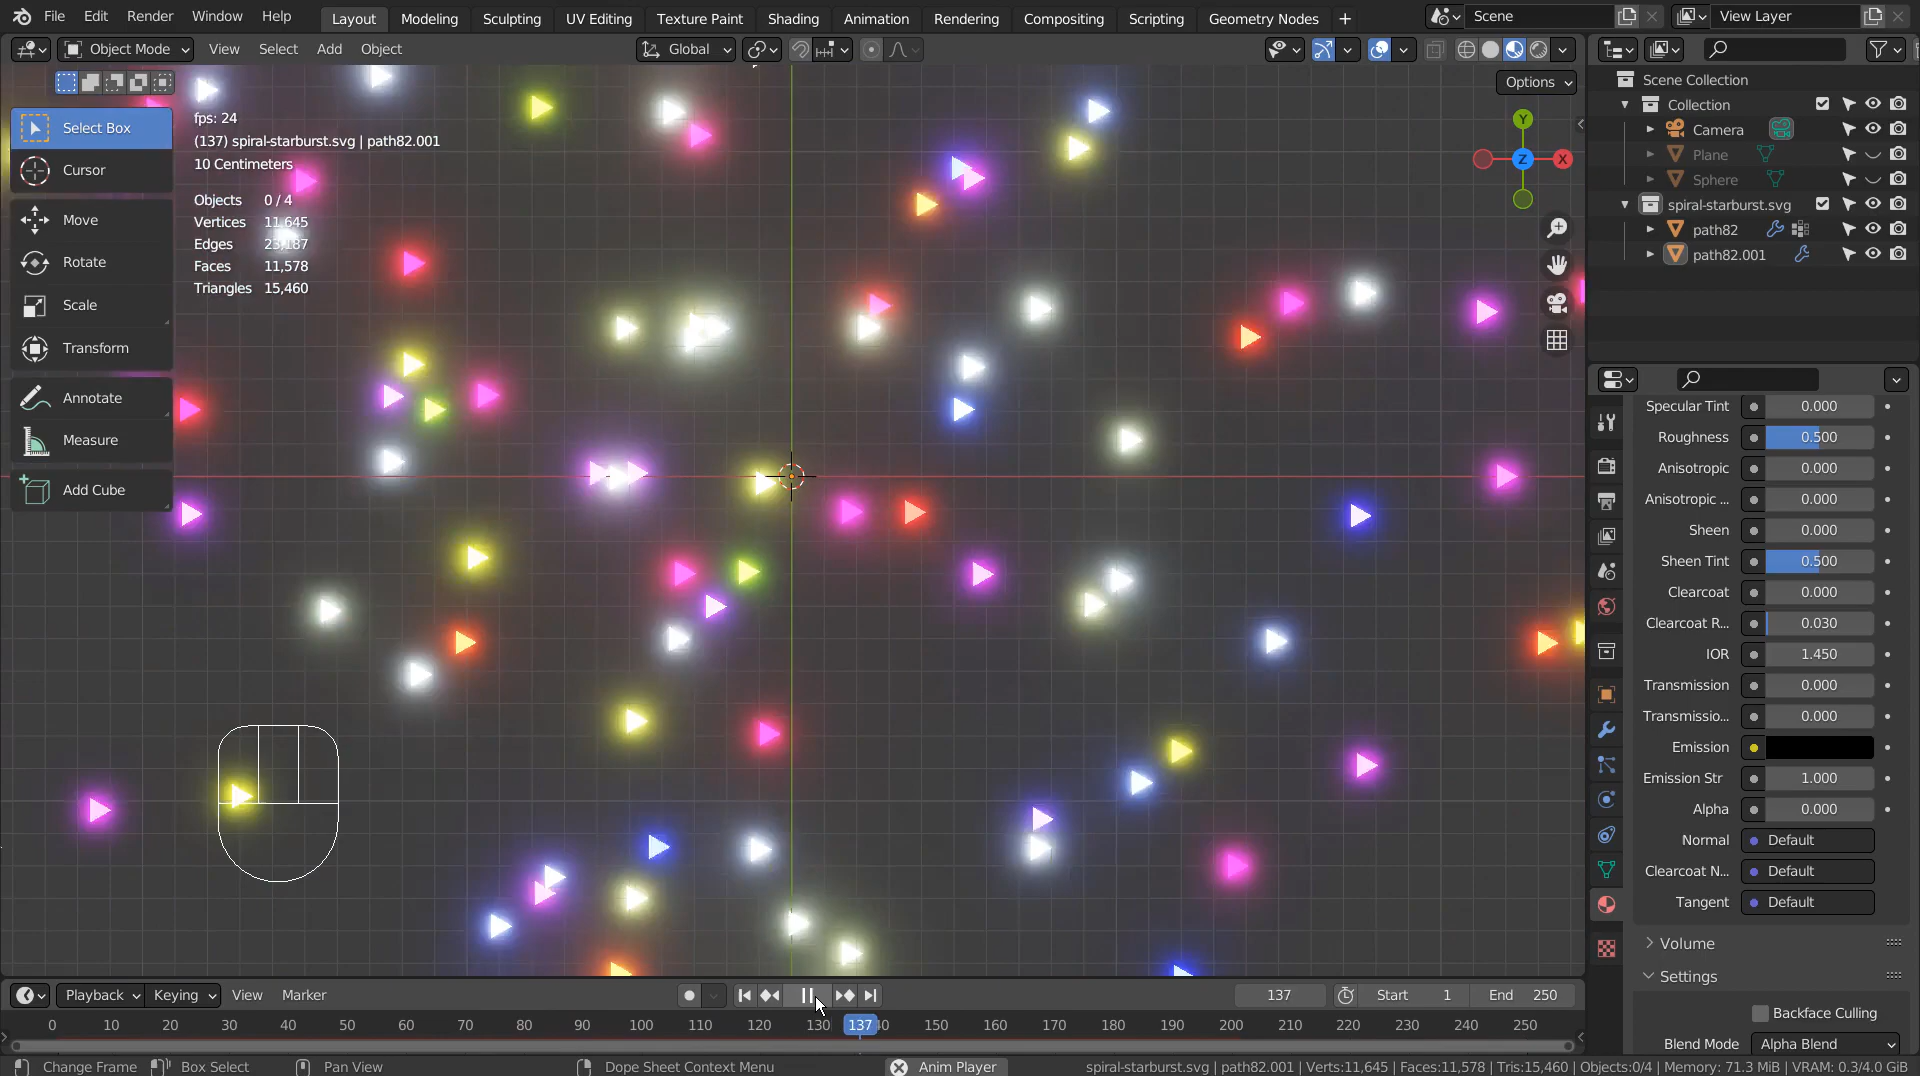 File Edit Render Window Help Layout Modeling Sculpting UV Editing Texture Paint Shading Animation Rendering Compositing Scripting Geometry Nodes + Scene View Layer
Object Mode View Select Add Object Global
Options
Select Box
Cursor
Move
Rotate
Scale
Transform
Annotate
Measure
Add Cube
fps: 24
(137) spiral-starburst.svg | path82.001
10 Centimeters
Objects 0 / 4
Vertices 11,645
Edges 23,187
Faces 11,578
Triangles 15,460
Y
Z
X
Scene Collection
Collection
Camera
Plane
Sphere
spiral-starburst.svg
path82
path82.001
Specular Tint 0.000
Roughness 0.500
Anisotropic 0.000
Anisotropic ... 0.000
Sheen 0.000
Sheen Tint 0.500
Clearcoat 0.000
Clearcoat R... 0.030
IOR 1.450
Transmission 0.000
Transmissio... 0.000
Emission
Emission Str 1.000
Alpha 0.000
Normal Default
Clearcoat N... Default
Tangent Default
Volume
Settings
Backface Culling
Blend Mode Alpha Blend
Playback Keying View Marker 137 Start 1 End 250
0 10 20 30 40 50 60 70 80 90 100 110 120 130 137 40 150 160 170 180 190 200 210 220 230 240 250
Change Frame Box Select Pan View Dope Sheet Context Menu Anim Player spiral-starburst.svg | path82.001 | Verts:11,645 | Faces:11,578 | Tris:15,460 | Objects:0/4 | Memory: 71.3 MiB | VRAM: 0.3/4.0 GiB